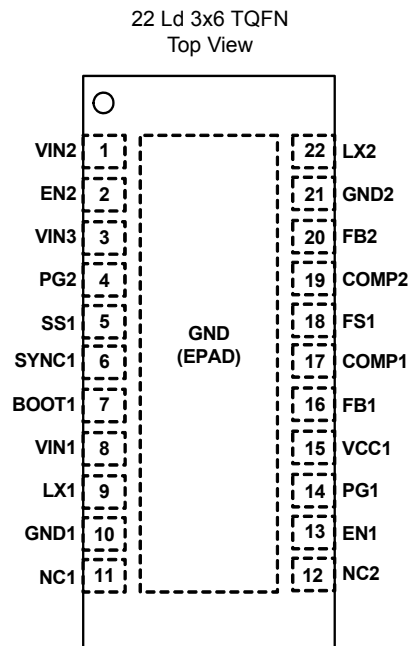 22 Ld 3x6 TQFN
Top View
VIN2 1 22 LX2
EN2 2 21 GND2
VIN3 3 20 FB2
PG2 4 19 COMP2
SS1 5 18 FS1
GND
(EPAD)
SYNC1 6 17 COMP1
BOOT1 7 16 FB1
VIN1 8 15 VCC1
LX1 9 14 PG1
GND1 10 13 EN1
NC1 11 12 NC2